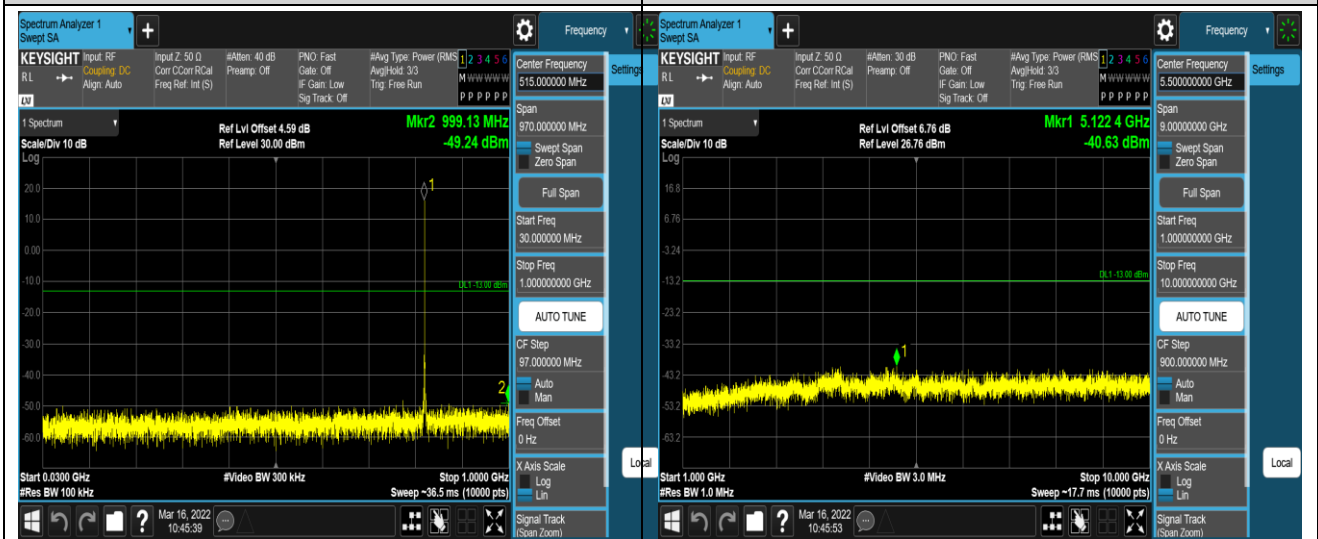 Spectrum Analyzer 1
Swept SA
Frequency
KEYSIGHT
RL
LXI
Input: RF
Coupling: DC
Align: Auto
Input Z: 50 Ω
Corr CCorr RCal
Freq Ref: Int (S)
#Atten: 40 dB
Preamp: Off
PNO: Fast
Gate: Off
IF Gain: Low
Sig Track: Off
#Avg Type: Power (RMS
Avg|Hold: 3/3
Trig: Free Run
1 2 3 4 5 6
M W W W W W
P P P P P P
1 Spectrum
Scale/Div 10 dB
Log
Ref Lvl Offset 4.59 dB
Ref Level 30.00 dBm
Mkr2 999.13 MHz
-49.24 dBm
20.0
10.0
0.00
-10.0
-20.0
-30.0
-40.0
-50.0
-60.0
1
DL1 -13.00 dBm
2
Start 0.0300 GHz
#Res BW 100 kHz
#Video BW 300 kHz
Stop 1.0000 GHz
Sweep ~36.5 ms (10000 pts)
Mar 16, 2022
10:45:39
?
Center Frequency
515.000000 MHz
Span
970.000000 MHz
Swept Span
Zero Span
Full Span
Start Freq
30.000000 MHz
Stop Freq
1.000000000 GHz
AUTO TUNE
CF Step
97.000000 MHz
Auto
Man
Freq Offset
0 Hz
X Axis Scale
Log
Lin
Signal Track
(Span Zoom)
Settings
Local
Spectrum Analyzer 1
Swept SA
Frequency
KEYSIGHT
RL
LXI
Input: RF
Coupling: DC
Align: Auto
Input Z: 50 Ω
Corr CCorr RCal
Freq Ref: Int (S)
#Atten: 30 dB
Preamp: Off
PNO: Fast
Gate: Off
IF Gain: Low
Sig Track: Off
#Avg Type: Power (RMS
Avg|Hold: 3/3
Trig: Free Run
1 2 3 4 5 6
M W W W W W
P P P P P P
1 Spectrum
Scale/Div 10 dB
Log
Ref Lvl Offset 6.76 dB
Ref Level 26.76 dBm
Mkr1 5.122 4 GHz
-40.63 dBm
16.8
6.76
-3.24
-13.2
-23.2
-33.2
-43.2
-53.2
-63.2
DL1 -13.00 dBm
1
Start 1.000 GHz
#Res BW 1.0 MHz
#Video BW 3.0 MHz
Stop 10.000 GHz
Sweep ~17.7 ms (10000 pts)
Mar 16, 2022
10:45:53
?
Center Frequency
5.500000000 GHz
Span
9.00000000 GHz
Swept Span
Zero Span
Full Span
Start Freq
1.000000000 GHz
Stop Freq
10.000000000 GHz
AUTO TUNE
CF Step
900.000000 MHz
Auto
Man
Freq Offset
0 Hz
X Axis Scale
Log
Lin
Signal Track
(Span Zoom)
Settings
Local